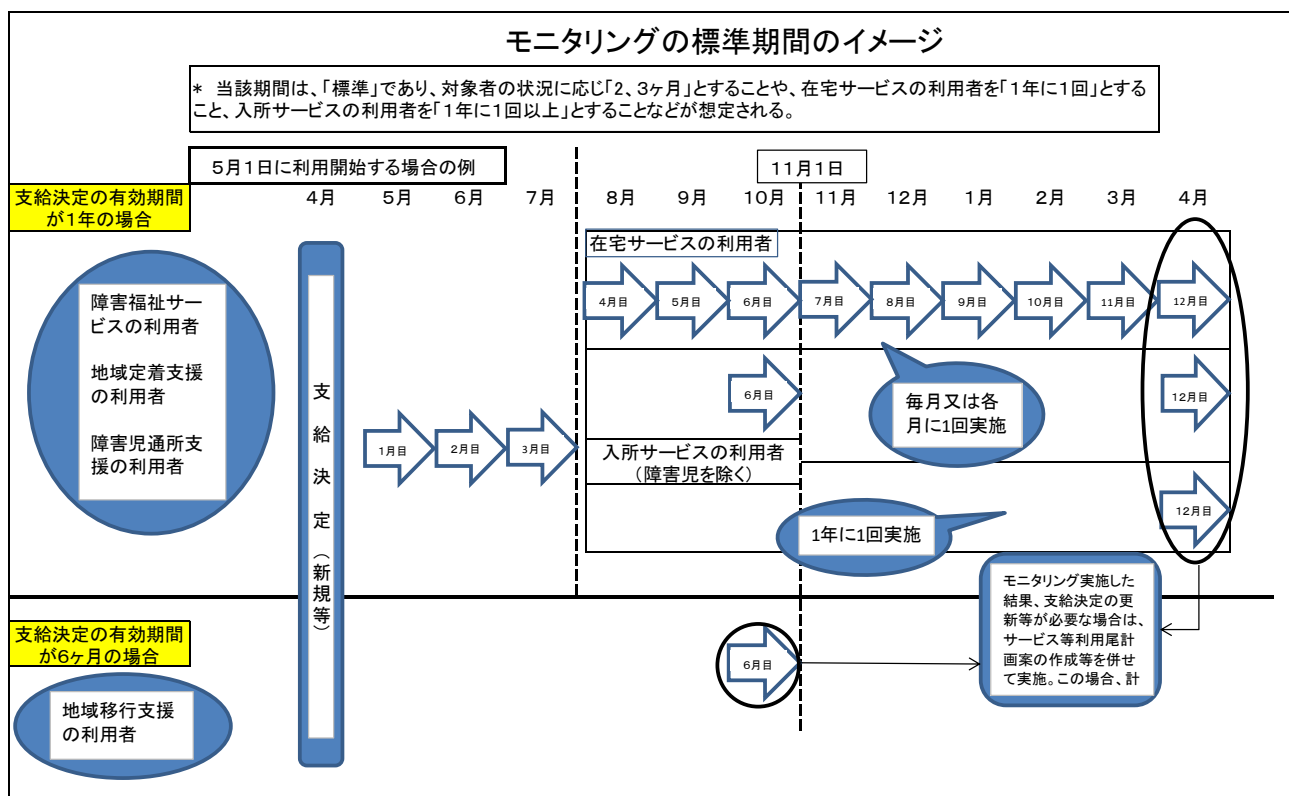 モニタリングの標準期間のイメージ
* 当該期間は、「標準」であり、対象者の状況に応じ「2、3ヶ月」とすることや、在宅サービスの利用者を「1年に1回」とする
こと、入所サービスの利用者を「1年に1回以上」とすることなどが想定される。
5月1日に利用開始する場合の例
11月1日
支給決定の有効期間
が1年の場合
4月 5月 6月 7月 8月 9月 10月 11月 12月 1月 2月 3月 4月
在宅サービスの利用者
4月目 5月目 6月目 7月目 8月目 9月目 10月目 11月目 12月目
障害福祉サー
ビスの利用者
地域定着支援
の利用者
障害児通所支
援の利用者
支給決定(新規等)
6月目
毎月又は各
月に1回実施
12月目
1月目 2月目 3月目
入所サービスの利用者
(障害児を除く)
1年に1回実施
12月目
モニタリング実施した
結果、支給決定の更
新等が必要な場合は、
サービス等利用尾計
画案の作成等を併せ
て実施。この場合、計
支給決定の有効期間
が6ヶ月の場合
6月目
地域移行支援
の利用者